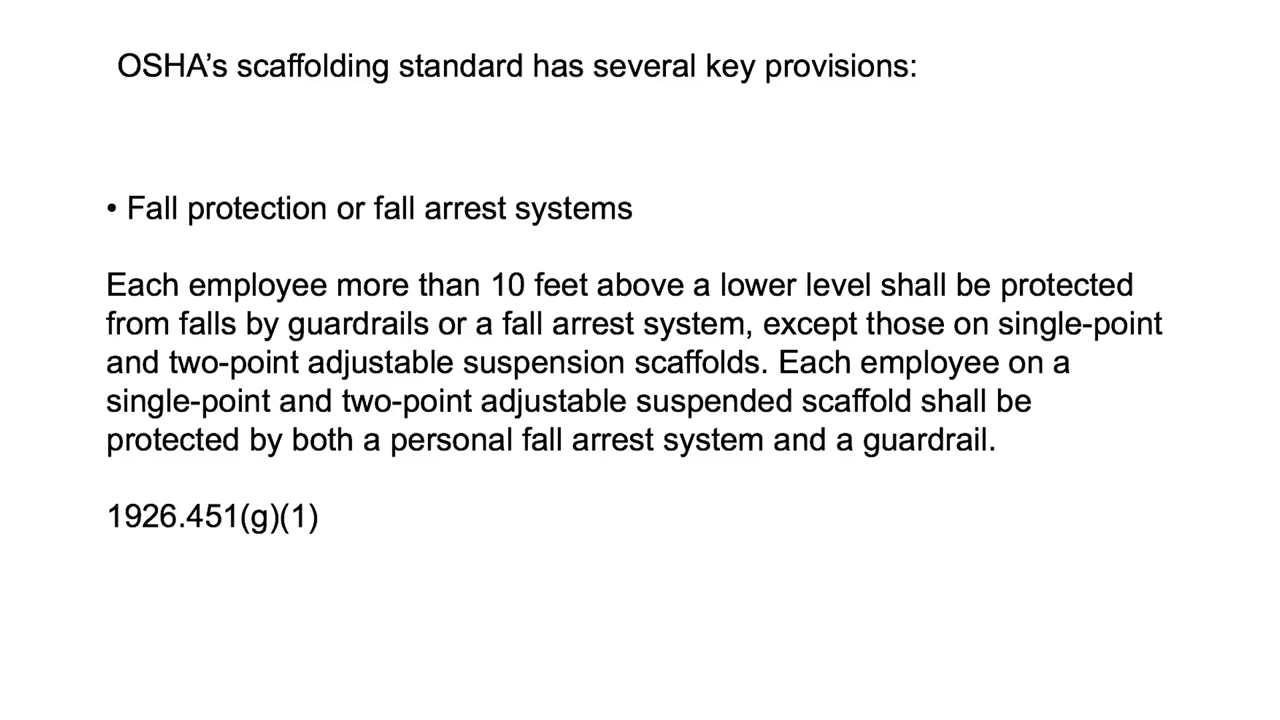 OSHA’s scaffolding standard has several key provisions:
• Fall protection or fall arrest systems
Each employee more than 10 feet above a lower level shall be protected
from falls by guardrails or a fall arrest system, except those on single-point
and two-point adjustable suspension scaffolds. Each employee on a
single-point and two-point adjustable suspended scaffold shall be
protected by both a personal fall arrest system and a guardrail.
1926.451(g)(1)